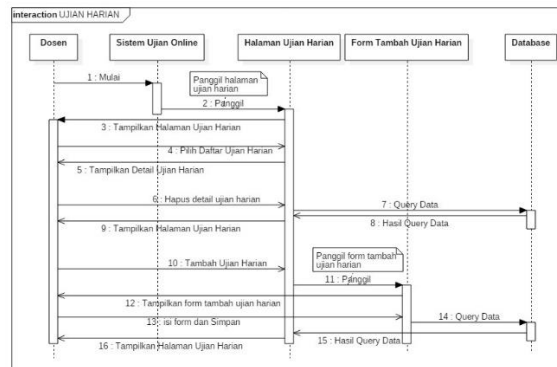 interaction UJIAN HARIAN
Dosen
Sistem Ujian Online
Halaman Ujian Harian
Form Tambah Ujian Harian
Database
1 : Mulai
Panggil halaman
ujian harian
2 : Panggil
3 : Tampilkan Halaman Ujian Harian
4 : Pilih Daftar Ujian Harian
5 : Tampilkan Detail Ujian Harian
6 : Hapus detail ujian harian
7 : Query Data
8 : Hasil Query Data
9 : Tampilkan Halaman Ujian Harian
10 : Tambah Ujian Harian
Panggil form tambah
ujian harian
11 : Panggil
12 : Tampilkan form tambah ujian harian
13 : isi form dan Simpan
14 : Query Data
15 : Hasil Query Data
16 : Tampilkan Halaman Ujian Harian